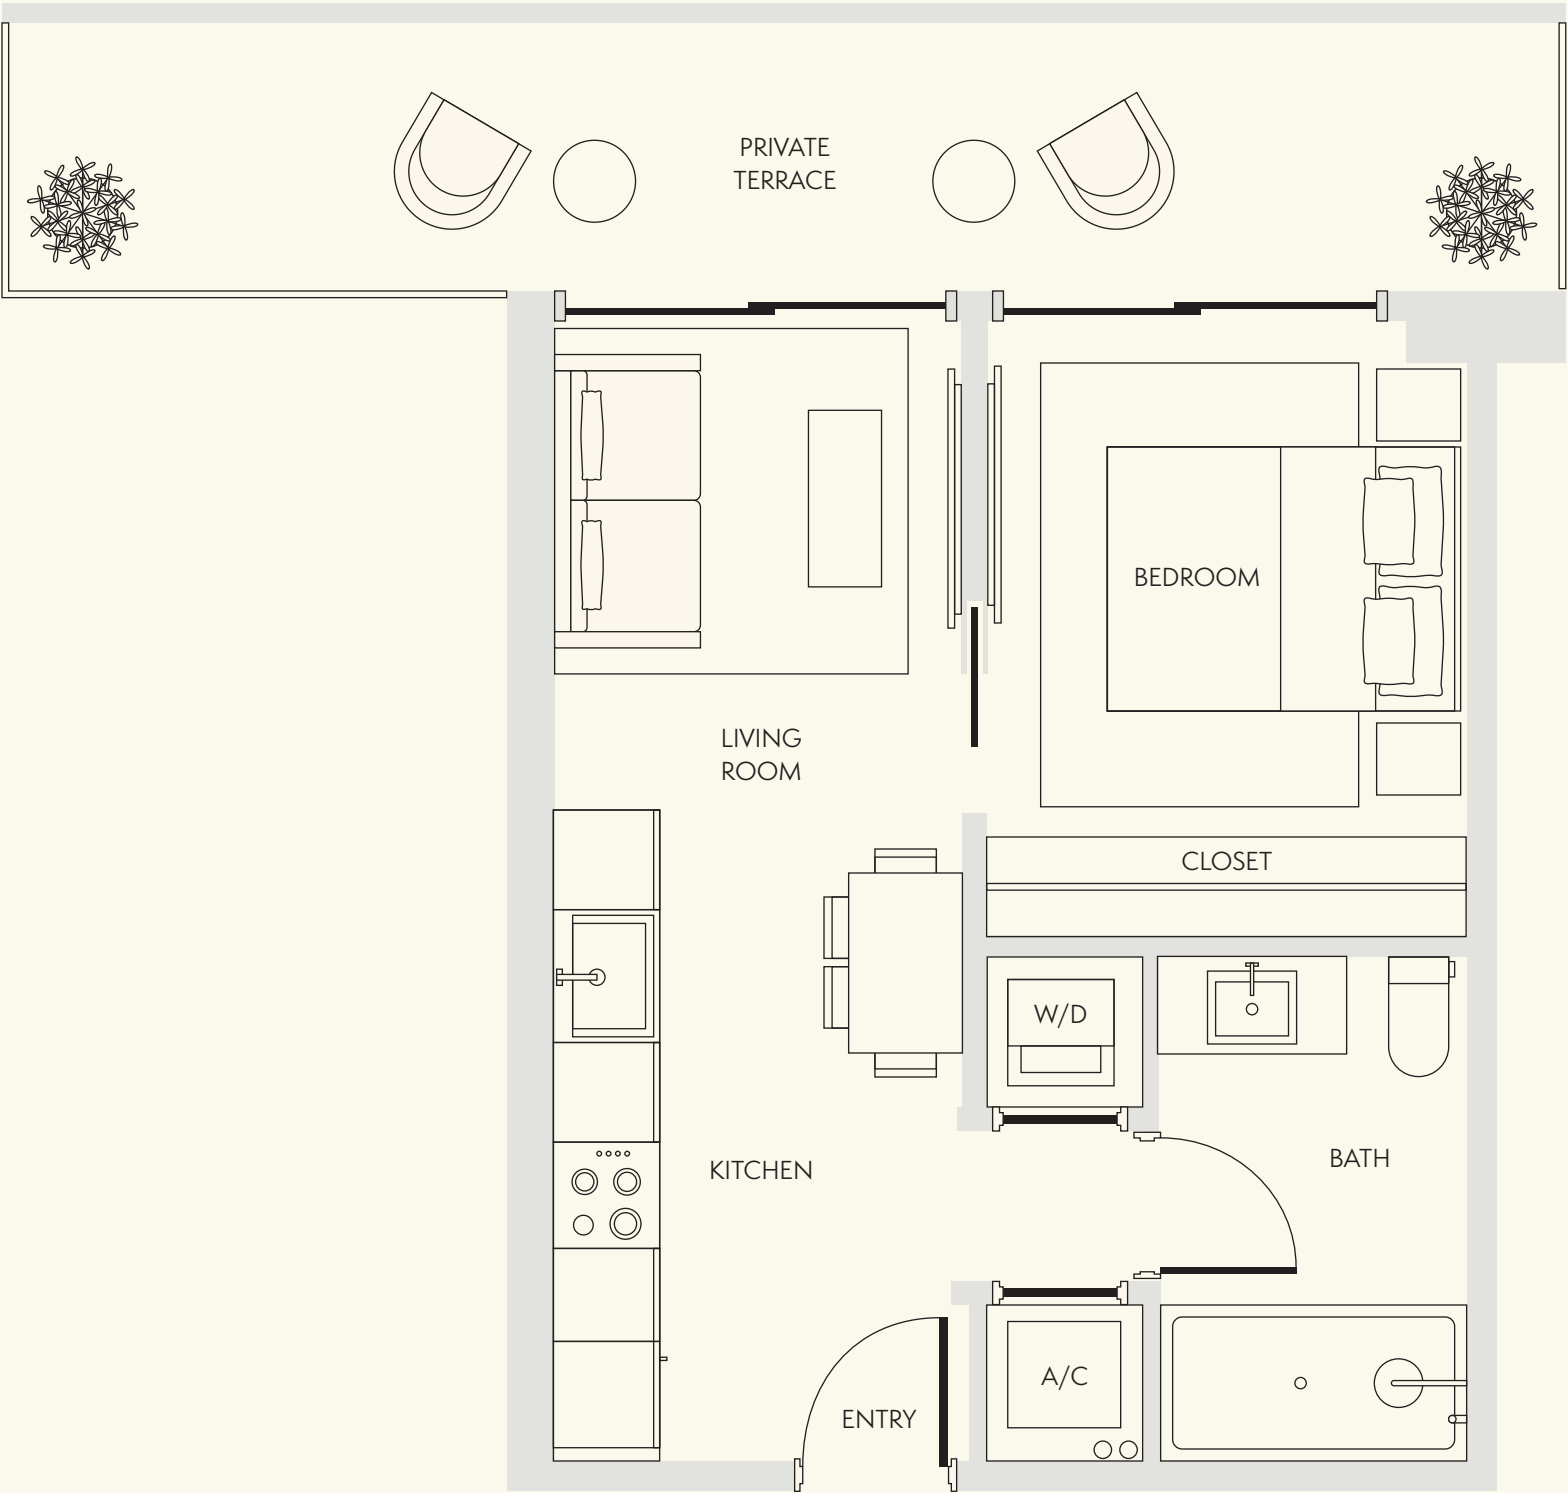 PRIVATE
TERRACE
BEDROOM
LIVING
ROOM
CLOSET
W/D
KITCHEN
BATH
A/C
ENTRY